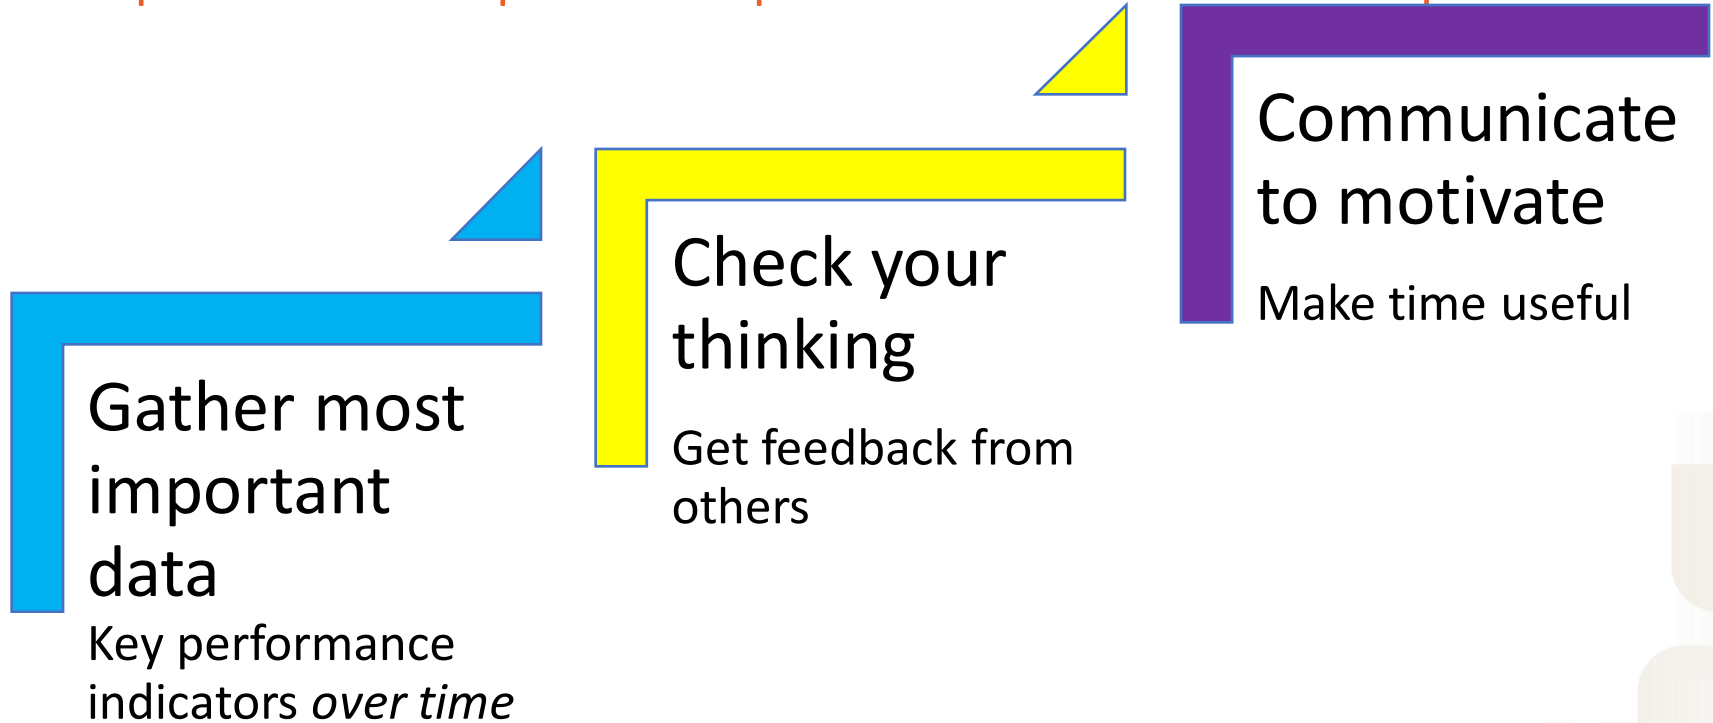 Gather most
important
data
Key performance
indicators over time
Check your
thinking
Get feedback from
others
Communicate
to motivate
Make time useful